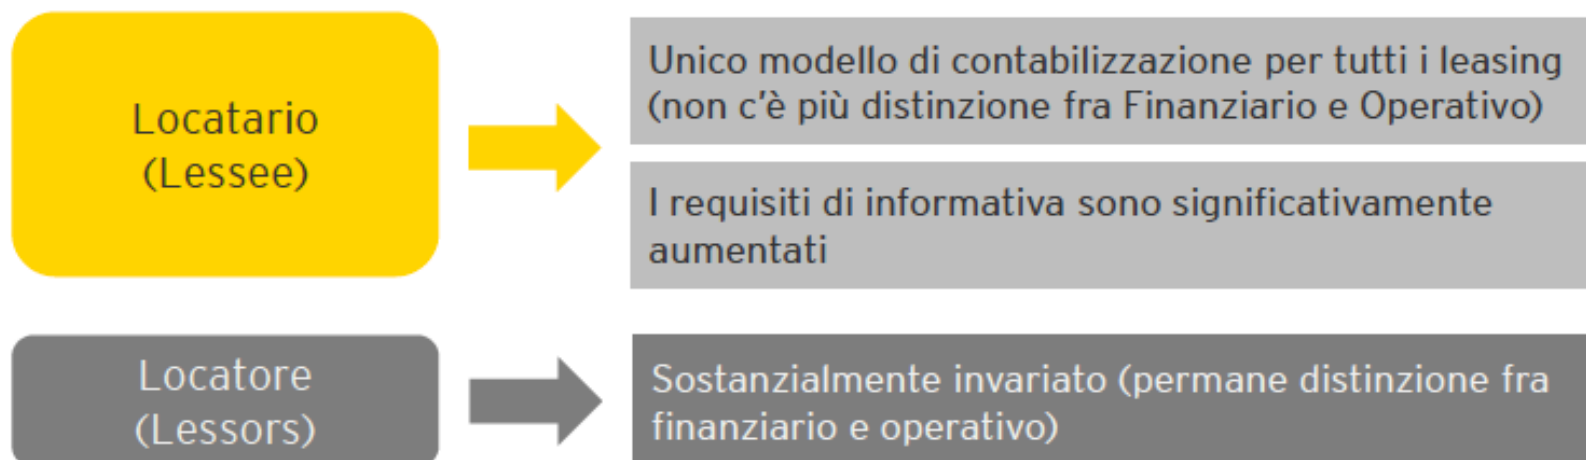 Locatario
(Lessee)
Unico modello di contabilizzazione per tutti i leasing
(non c'è più distinzione fra Finanziario e Operativo)
I requisiti di informativa sono significativamente
aumentati
Locatore
(Lessors)
Sostanzialmente invariato (permane distinzione fra
finanziario e operativo)